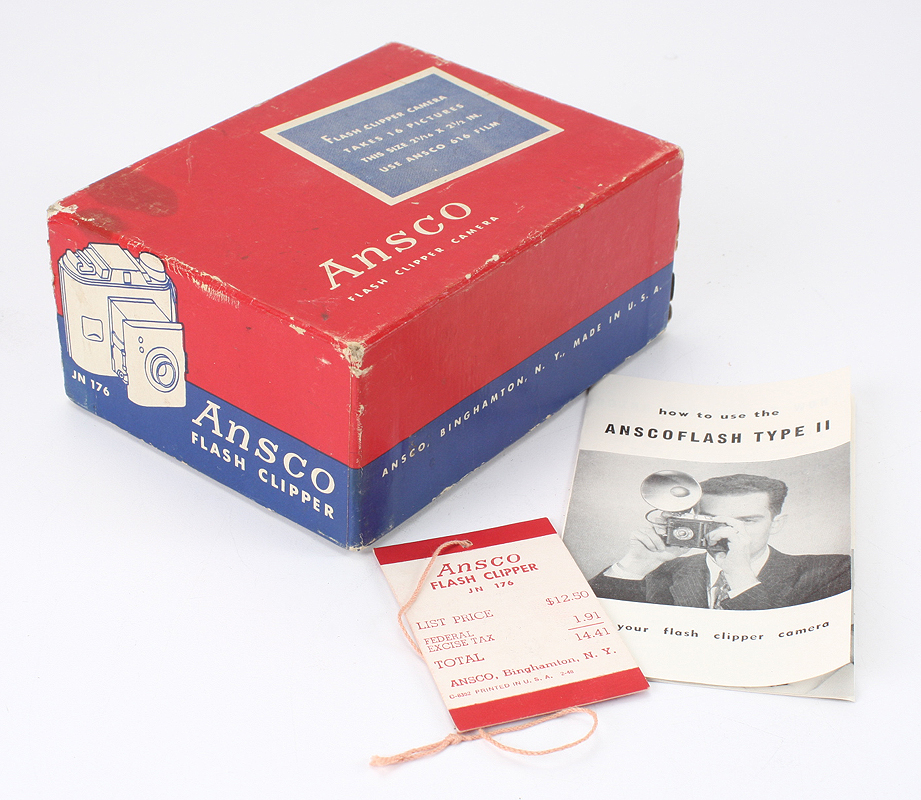 FLASH CLIPPER CAMERA
TAKES 16 PICTURES
THIS SIZE 2 1/16 X 2 1/2 IN.
USE ANSCO 616 FILM
Ansco
FLASH CLIPPER CAMERA
JN 176
Ansco
FLASH CLIPPER
ANSCO, BINGHAMTON, N. Y., MADE IN U. S. A.
how to use the
ANSCOFLASH TYPE II
your flash clipper camera
Ansco
FLASH CLIPPER
JN 176
LIST PRICE $12.50
FEDERAL
EXCISE TAX 1.91
TOTAL 14.41
ANSCO, Binghamton, N. Y.
PRINTED IN U. S. A.